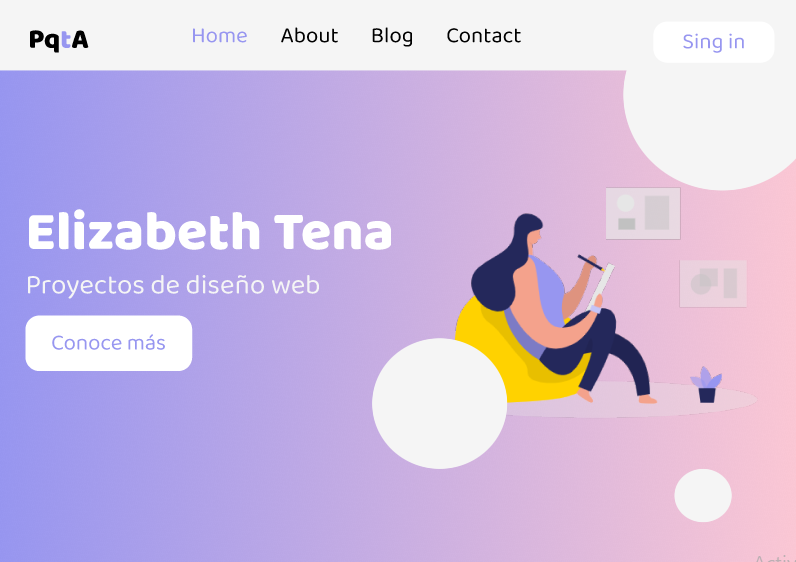 PqtA Home About Blog Contact Sing in
Elizabeth Tena
Proyectos de diseño web
Conoce más